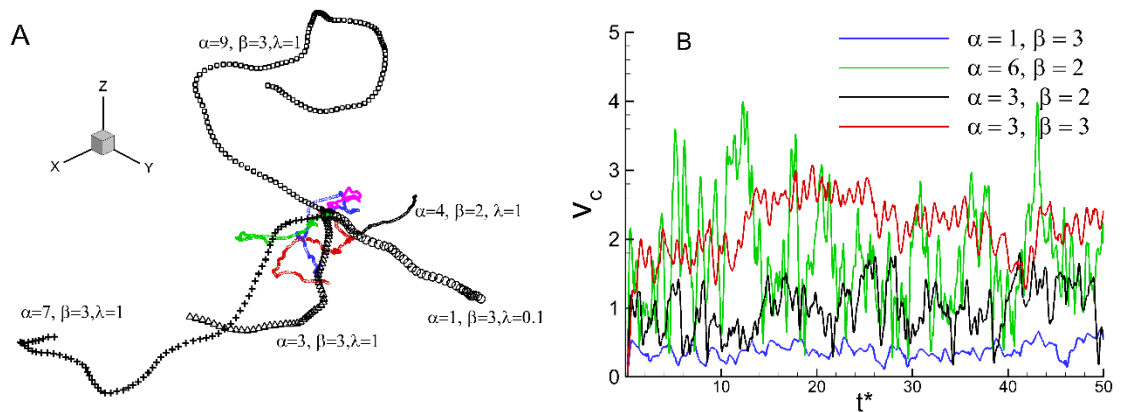 A
α=9, β=3,λ=1
Z
X
Y
α=4, β=2, λ=1
α=7, β=3,λ=1
α=3, β=3,λ=1
α=1, β=3,λ=0.1
B
α = 1, β = 3
α = 6, β = 2
α = 3, β = 2
α = 3, β = 3
5
4
3
2
1
0
Vc
10
20
30
40
50
t*